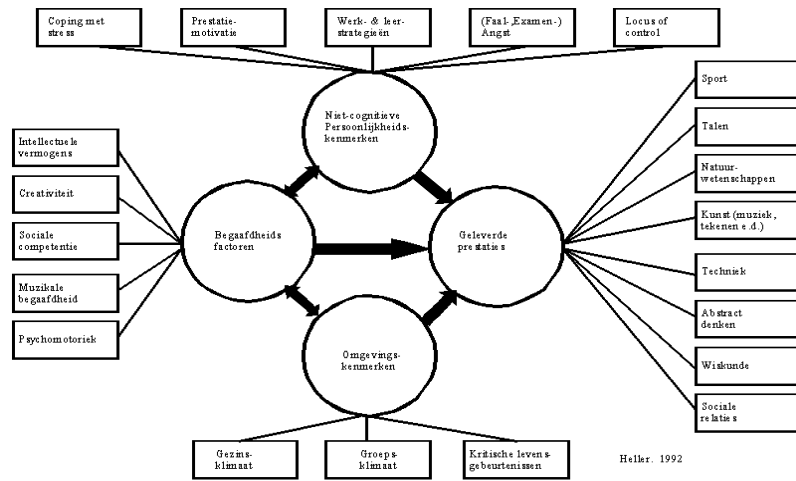 Coping met
stress
Prestatie-
motivatie
Werk- & leer-
strategieën
(Faal-,Examen-)
Angst
Locus of
control
Niet-cognitieve
Persoonlijkheids
kenmerken
Intellectuele
vermogens
Creativiteit
Sociale
competentie
Muzikale
begaafdheid
Psychomotoriek
Begaafdheids
factoren
Geleverde
prestaties
Omgevings-
kenmerken
Sport
Talen
Natuur-
wetenschappen
Kunst (muziek,
tekenen e.d.)
Techniek
Abstract
denken
Wiskunde
Sociale
relaties
Gezins-
klimaat
Groeps-
klimaat
Kritische levens-
gebeurtenissen
Heller. 1992